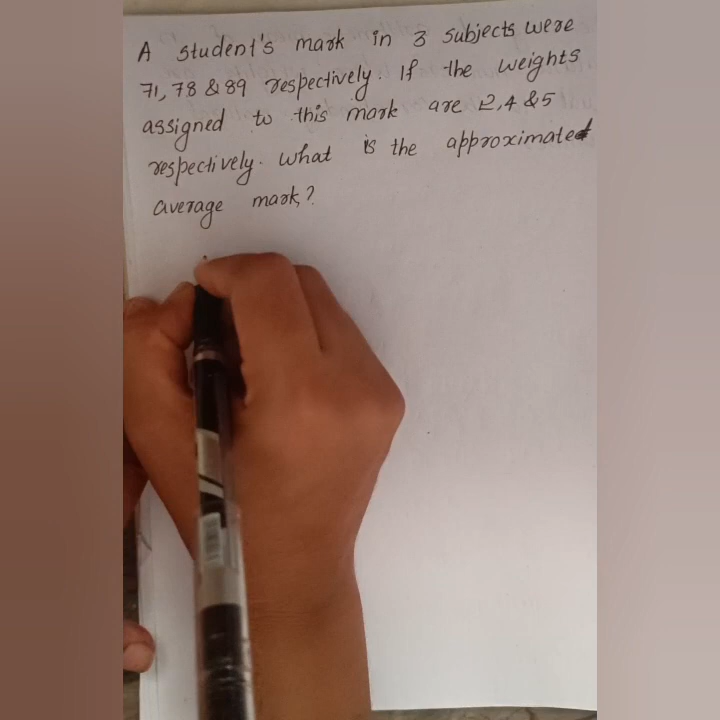 A student's mark in 3 subjects were
71, 78 & 89 respectively. If the weights
assigned to this mark are 2,4 & 5
respectively. what is the approximated
average mark?